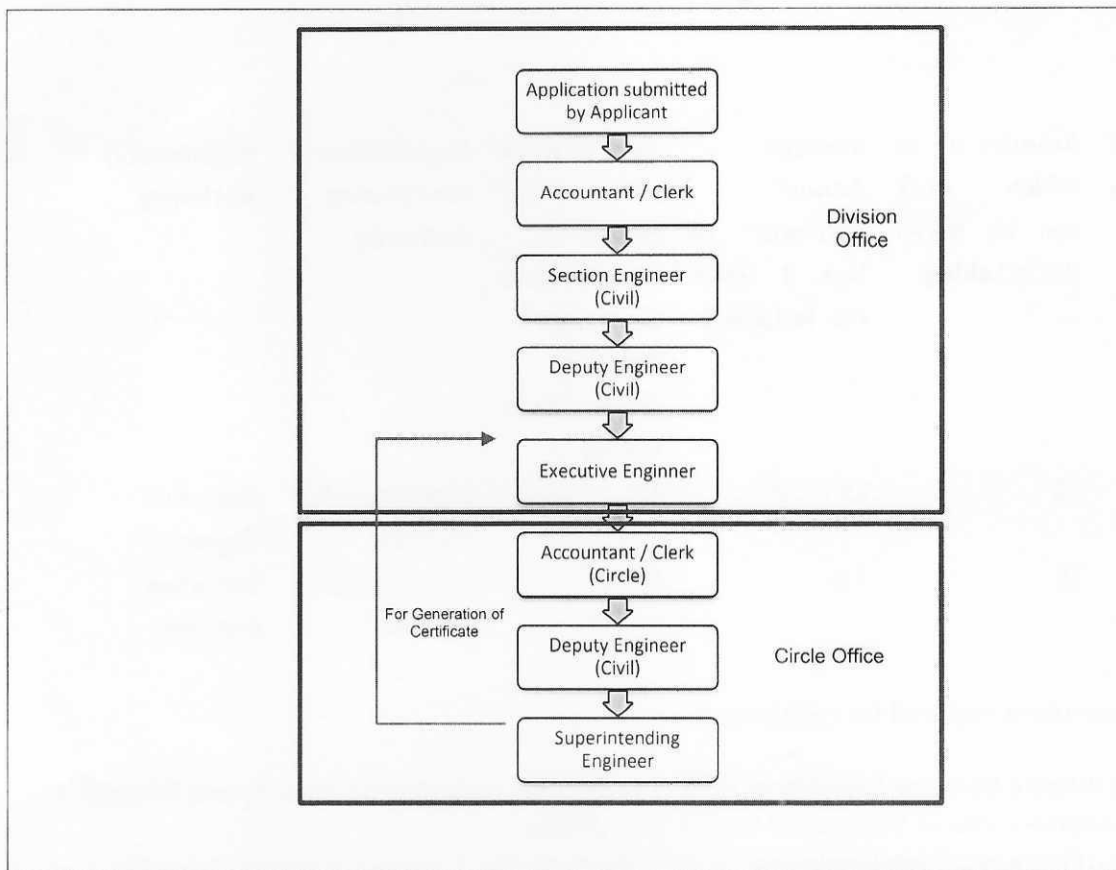 Application submitted
by Applicant
Accountant / Clerk
Division
Office
Section Engineer
(Civil)
Deputy Engineer
(Civil)
Executive Enginner
Accountant / Clerk
(Circle)
For Generation of
Certificate
Deputy Engineer
(Civil)
Circle Office
Superintending
Engineer